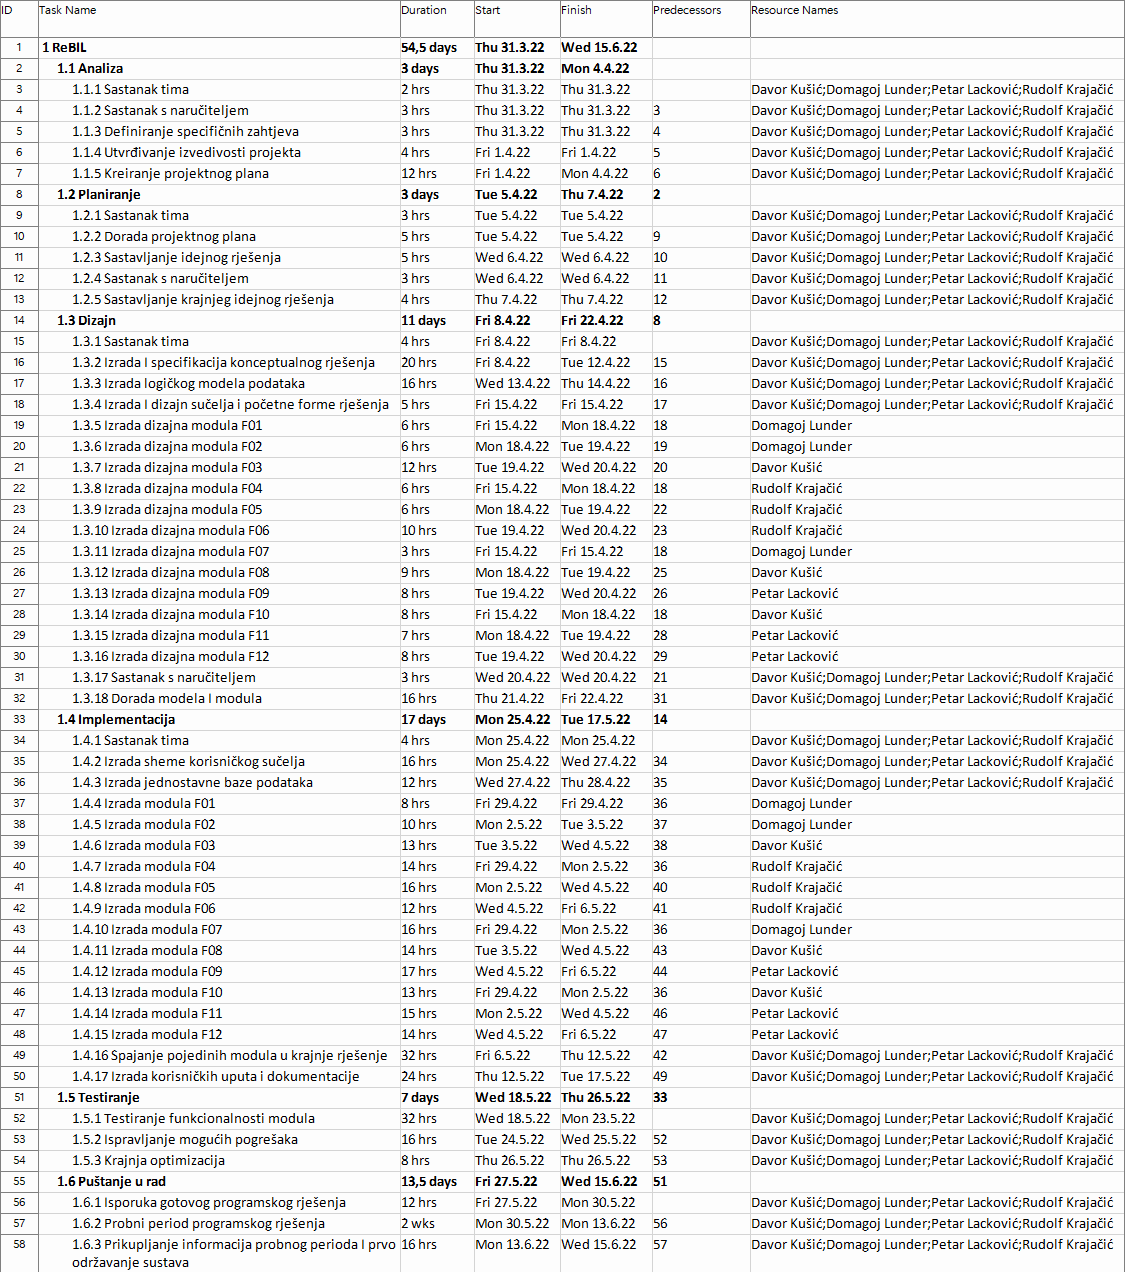 ID Task Name Duration Start Finish Predecessors Resource Names
1 1 ReBIL 54,5 days Thu 31.3.22 Wed 15.6.22
2 1.1 Analiza 3 days Thu 31.3.22 Mon 4.4.22
3 1.1.1 Sastanak tima 2 hrs Thu 31.3.22 Thu 31.3.22 Davor Kušić;Domagoj Lunder;Petar Lacković;Rudolf Krajačić
4 1.1.2 Sastanak s naručiteljem 3 hrs Thu 31.3.22 Thu 31.3.22 3 Davor Kušić;Domagoj Lunder;Petar Lacković;Rudolf Krajačić
5 1.1.3 Definiranje specifičnih zahtjeva 3 hrs Thu 31.3.22 Thu 31.3.22 4 Davor Kušić;Domagoj Lunder;Petar Lacković;Rudolf Krajačić
6 1.1.4 Utvrđivanje izvedivosti projekta 4 hrs Fri 1.4.22 Fri 1.4.22 5 Davor Kušić;Domagoj Lunder;Petar Lacković;Rudolf Krajačić
7 1.1.5 Kreiranje projektnog plana 12 hrs Fri 1.4.22 Mon 4.4.22 6 Davor Kušić;Domagoj Lunder;Petar Lacković;Rudolf Krajačić
8 1.2 Planiranje 3 days Tue 5.4.22 Thu 7.4.22 2
9 1.2.1 Sastanak tima 3 hrs Tue 5.4.22 Tue 5.4.22 Davor Kušić;Domagoj Lunder;Petar Lacković;Rudolf Krajačić
10 1.2.2 Dorada projektnog plana 5 hrs Tue 5.4.22 Tue 5.4.22 9 Davor Kušić;Domagoj Lunder;Petar Lacković;Rudolf Krajačić
11 1.2.3 Sastavljanje idejnog rješenja 5 hrs Wed 6.4.22 Wed 6.4.22 10 Davor Kušić;Domagoj Lunder;Petar Lacković;Rudolf Krajačić
12 1.2.4 Sastanak s naručiteljem 3 hrs Wed 6.4.22 Wed 6.4.22 11 Davor Kušić;Domagoj Lunder;Petar Lacković;Rudolf Krajačić
13 1.2.5 Sastavljanje krajnjeg idejnog rješenja 4 hrs Thu 7.4.22 Thu 7.4.22 12 Davor Kušić;Domagoj Lunder;Petar Lacković;Rudolf Krajačić
14 1.3 Dizajn 11 days Fri 8.4.22 Fri 22.4.22 8
15 1.3.1 Sastanak tima 4 hrs Fri 8.4.22 Fri 8.4.22 Davor Kušić;Domagoj Lunder;Petar Lacković;Rudolf Krajačić
16 1.3.2 Izrada I specifikacija konceptualnog rješenja 20 hrs Fri 8.4.22 Tue 12.4.22 15 Davor Kušić;Domagoj Lunder;Petar Lacković;Rudolf Krajačić
17 1.3.3 Izrada logičkog modela podataka 16 hrs Wed 13.4.22 Thu 14.4.22 16 Davor Kušić;Domagoj Lunder;Petar Lacković;Rudolf Krajačić
18 1.3.4 Izrada I dizajn sučelja i početne forme rješenja 5 hrs Fri 15.4.22 Fri 15.4.22 17 Davor Kušić;Domagoj Lunder;Petar Lacković;Rudolf Krajačić
19 1.3.5 Izrada dizajna modula F01 6 hrs Fri 15.4.22 Mon 18.4.22 18 Domagoj Lunder
20 1.3.6 Izrada dizajna modula F02 6 hrs Mon 18.4.22 Tue 19.4.22 19 Domagoj Lunder
21 1.3.7 Izrada dizajna modula F03 12 hrs Tue 19.4.22 Wed 20.4.22 20 Davor Kušić
22 1.3.8 Izrada dizajna modula F04 6 hrs Fri 15.4.22 Mon 18.4.22 18 Rudolf Krajačić
23 1.3.9 Izrada dizajna modula F05 6 hrs Mon 18.4.22 Tue 19.4.22 22 Rudolf Krajačić
24 1.3.10 Izrada dizajna modula F06 10 hrs Tue 19.4.22 Wed 20.4.22 23 Rudolf Krajačić
25 1.3.11 Izrada dizajna modula F07 3 hrs Fri 15.4.22 Fri 15.4.22 18 Domagoj Lunder
26 1.3.12 Izrada dizajna modula F08 9 hrs Mon 18.4.22 Tue 19.4.22 25 Davor Kušić
27 1.3.13 Izrada dizajna modula F09 8 hrs Tue 19.4.22 Wed 20.4.22 26 Petar Lacković
28 1.3.14 Izrada dizajna modula F10 8 hrs Fri 15.4.22 Mon 18.4.22 18 Davor Kušić
29 1.3.15 Izrada dizajna modula F11 7 hrs Mon 18.4.22 Tue 19.4.22 28 Petar Lacković
30 1.3.16 Izrada dizajna modula F12 8 hrs Tue 19.4.22 Wed 20.4.22 29 Petar Lacković
31 1.3.17 Sastanak s naručiteljem 3 hrs Wed 20.4.22 Wed 20.4.22 21 Davor Kušić;Domagoj Lunder;Petar Lacković;Rudolf Krajačić
32 1.3.18 Dorada modela I modula 16 hrs Thu 21.4.22 Fri 22.4.22 31 Davor Kušić;Domagoj Lunder;Petar Lacković;Rudolf Krajačić
33 1.4 Implementacija 17 days Mon 25.4.22 Tue 17.5.22 14
34 1.4.1 Sastanak tima 4 hrs Mon 25.4.22 Mon 25.4.22 Davor Kušić;Domagoj Lunder;Petar Lacković;Rudolf Krajačić
35 1.4.2 Izrada sheme korisničkog sučelja 16 hrs Mon 25.4.22 Wed 27.4.22 34 Davor Kušić;Domagoj Lunder;Petar Lacković;Rudolf Krajačić
36 1.4.3 Izrada jednostavne baze podataka 12 hrs Wed 27.4.22 Thu 28.4.22 35 Davor Kušić;Domagoj Lunder;Petar Lacković;Rudolf Krajačić
37 1.4.4 Izrada modula F01 8 hrs Fri 29.4.22 Fri 29.4.22 36 Domagoj Lunder
38 1.4.5 Izrada modula F02 10 hrs Mon 2.5.22 Tue 3.5.22 37 Domagoj Lunder
39 1.4.6 Izrada modula F03 13 hrs Tue 3.5.22 Wed 4.5.22 38 Davor Kušić
40 1.4.7 Izrada modula F04 14 hrs Fri 29.4.22 Mon 2.5.22 36 Rudolf Krajačić
41 1.4.8 Izrada modula F05 16 hrs Mon 2.5.22 Wed 4.5.22 40 Rudolf Krajačić
42 1.4.9 Izrada modula F06 12 hrs Wed 4.5.22 Fri 6.5.22 41 Rudolf Krajačić
43 1.4.10 Izrada modula F07 16 hrs Fri 29.4.22 Mon 2.5.22 36 Domagoj Lunder
44 1.4.11 Izrada modula F08 14 hrs Tue 3.5.22 Wed 4.5.22 43 Davor Kušić
45 1.4.12 Izrada modula F09 17 hrs Wed 4.5.22 Fri 6.5.22 44 Petar Lacković
46 1.4.13 Izrada modula F10 13 hrs Fri 29.4.22 Mon 2.5.22 36 Davor Kušić
47 1.4.14 Izrada modula F11 15 hrs Mon 2.5.22 Wed 4.5.22 46 Petar Lacković
48 1.4.15 Izrada modula F12 14 hrs Wed 4.5.22 Fri 6.5.22 47 Petar Lacković
49 1.4.16 Spajanje pojedinih modula u krajnje rješenje 32 hrs Fri 6.5.22 Thu 12.5.22 42 Davor Kušić;Domagoj Lunder;Petar Lacković;Rudolf Krajačić
50 1.4.17 Izrada korisničkih uputa i dokumentacije 24 hrs Thu 12.5.22 Tue 17.5.22 49 Davor Kušić;Domagoj Lunder;Petar Lacković;Rudolf Krajačić
51 1.5 Testiranje 7 days Wed 18.5.22 Thu 26.5.22 33
52 1.5.1 Testiranje funkcionalnosti modula 32 hrs Wed 18.5.22 Mon 23.5.22 Davor Kušić;Domagoj Lunder;Petar Lacković;Rudolf Krajačić
53 1.5.2 Ispravljanje mogućih pogrešaka 16 hrs Tue 24.5.22 Wed 25.5.22 52 Davor Kušić;Domagoj Lunder;Petar Lacković;Rudolf Krajačić
54 1.5.3 Krajnja optimizacija 8 hrs Thu 26.5.22 Thu 26.5.22 53 Davor Kušić;Domagoj Lunder;Petar Lacković;Rudolf Krajačić
55 1.6 Puštanje u rad 13,5 days Fri 27.5.22 Wed 15.6.22 51
56 1.6.1 Isporuka gotovog programskog rješenja 12 hrs Fri 27.5.22 Mon 30.5.22 Davor Kušić;Domagoj Lunder;Petar Lacković;Rudolf Krajačić
57 1.6.2 Probni period programskog rješenja 2 wks Mon 30.5.22 Mon 13.6.22 56 Davor Kušić;Domagoj Lunder;Petar Lacković;Rudolf Krajačić
58 1.6.3 Prikupljanje informacija probnog perioda I prvo 16 hrs Mon 13.6.22 Wed 15.6.22 57 Davor Kušić;Domagoj Lunder;Petar Lacković;Rudolf Krajačić
održavanje sustava